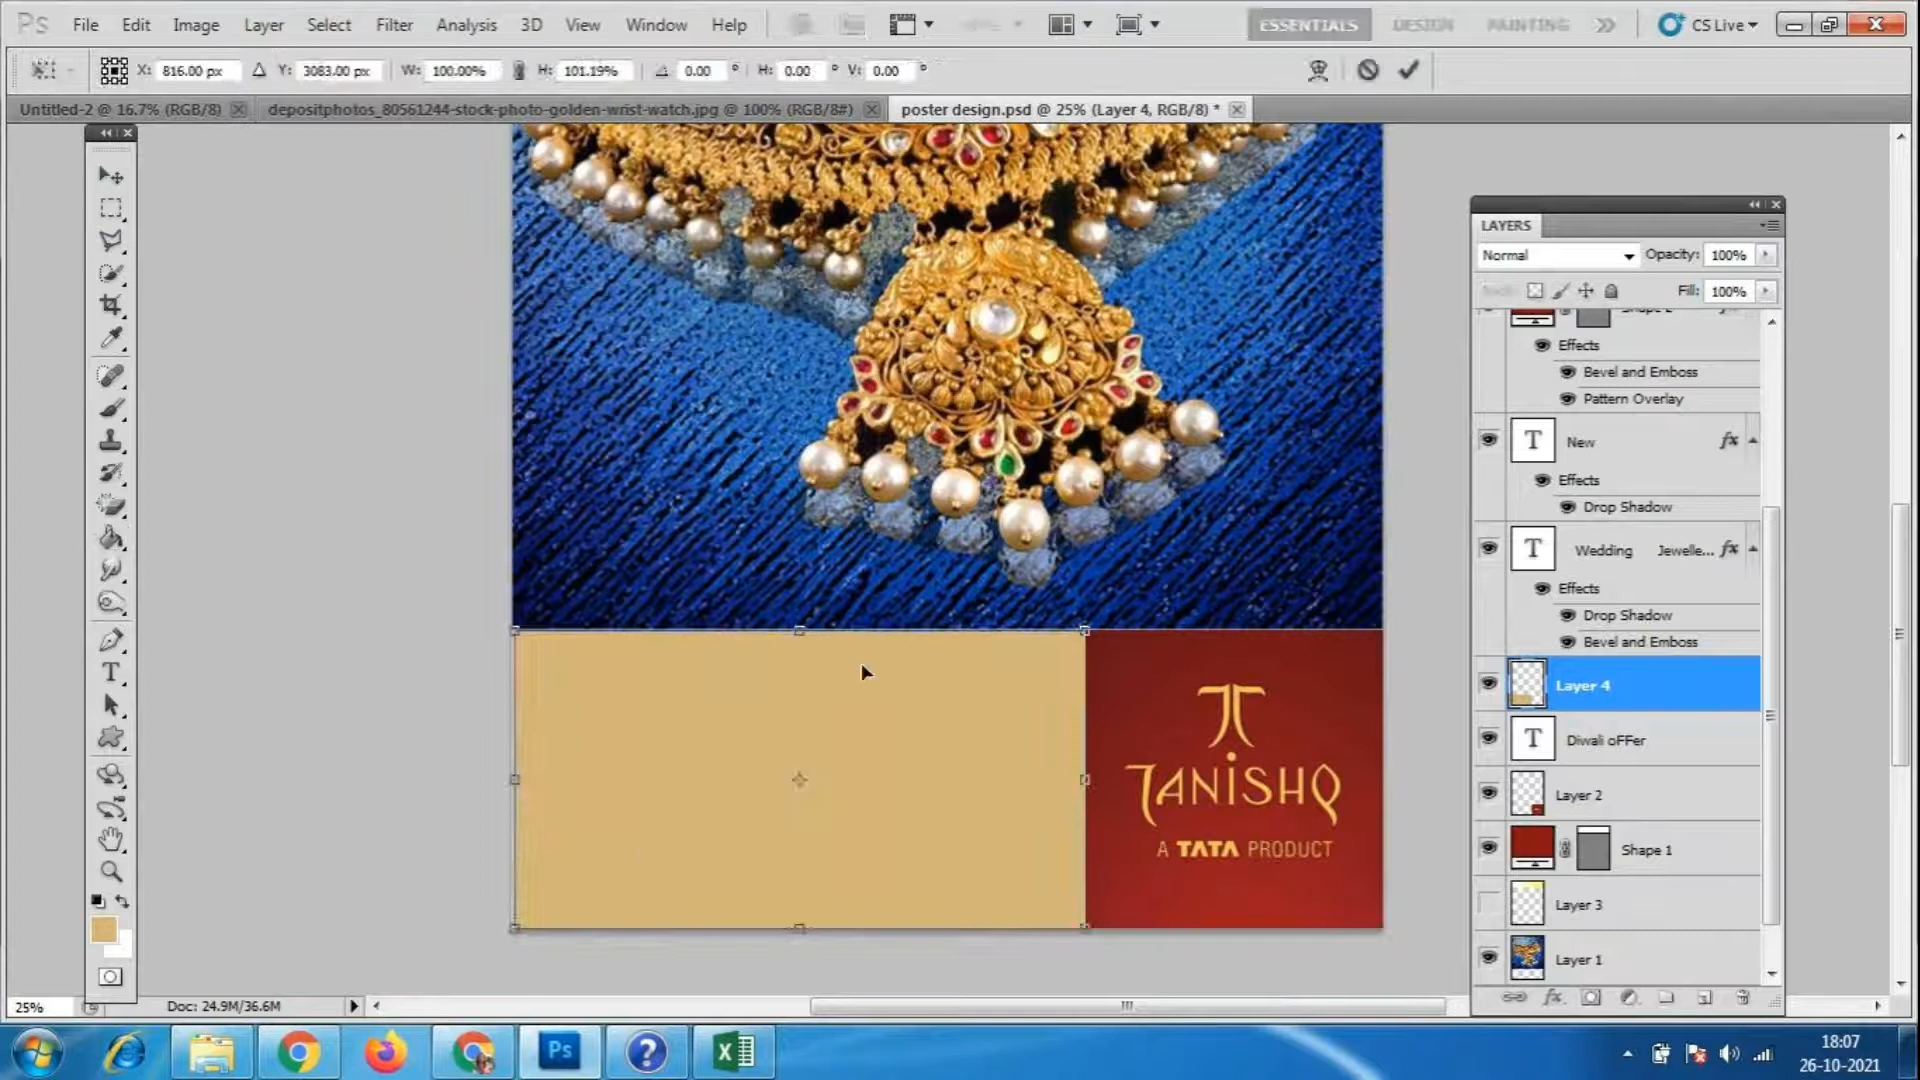 Ps File Edit Image Layer Select Filter Analysis 3D View Window Help ESSENTIALS DESIGN PAINTING CS Live
X: 816.00 px Y: 3083.00 px W: 100.00% H: 101.19% 0.00 ° H: 0.00 ° V: 0.00 °
Untitled-2 @ 16.7% (RGB/8) depositphotos_80561244-stock-photo-golden-wrist-watch.jpg @ 100% (RGB/8#) poster design.psd @ 25% (Layer 4, RGB/8) *
LAYERS
Normal Opacity: 100%
Fill: 100%
Effects
Bevel and Emboss
Pattern Overlay
T New fx
Effects
Drop Shadow
T Wedding Jewelle... fx
Effects
Drop Shadow
Bevel and Emboss
Layer 4
T Diwali oFFer
Layer 2
Shape 1
Layer 3
Layer 1
TANISHQ
A TATA PRODUCT
25% Doc: 24.9M/36.6M
Ps
18:07
26-10-2021